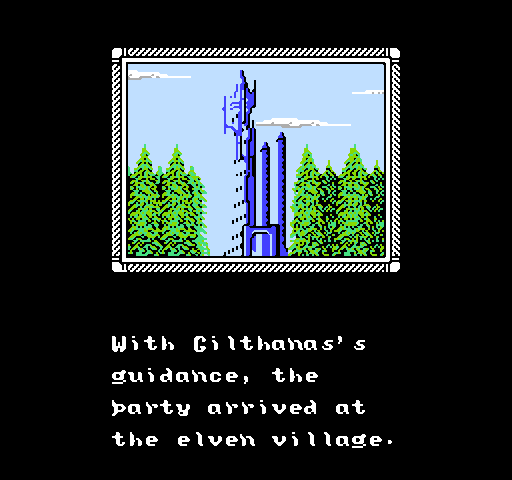 With Gilthanas's
guidance, the
party arrived at
the elven village.